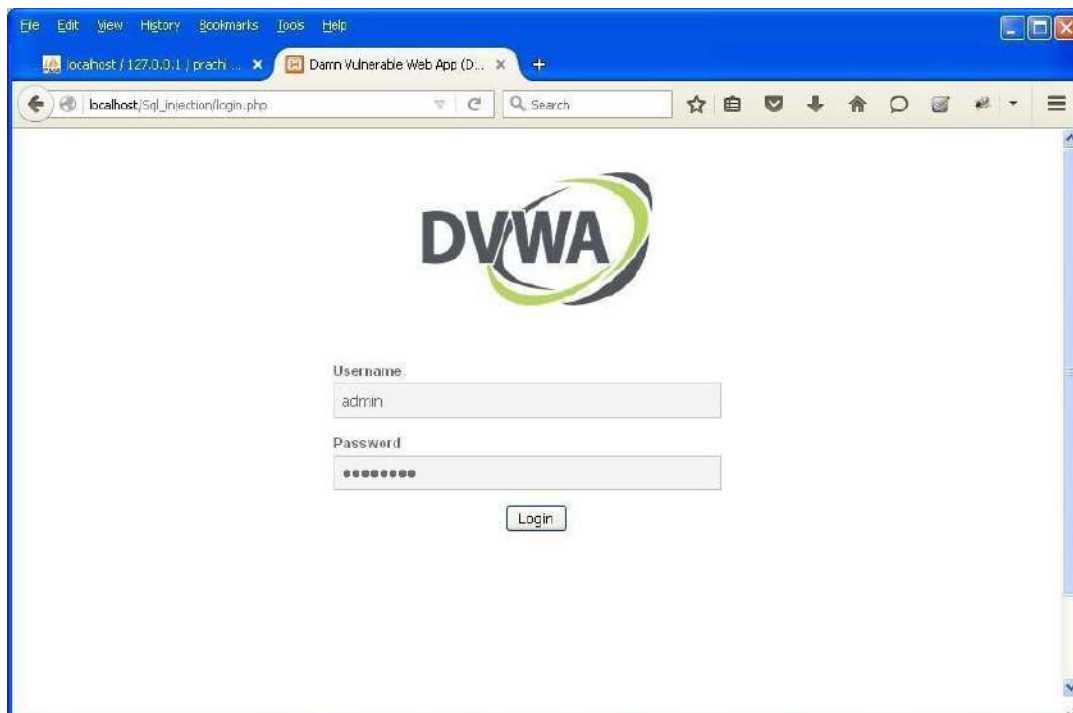 File Edit View History Bookmarks Tools Help
localhost / 127.0.0.1 / prachi ... Damn Vulnerable Web App (D...
localhost/Sql_injection/login.php Search
DVWA
Username
admin
Password
Login